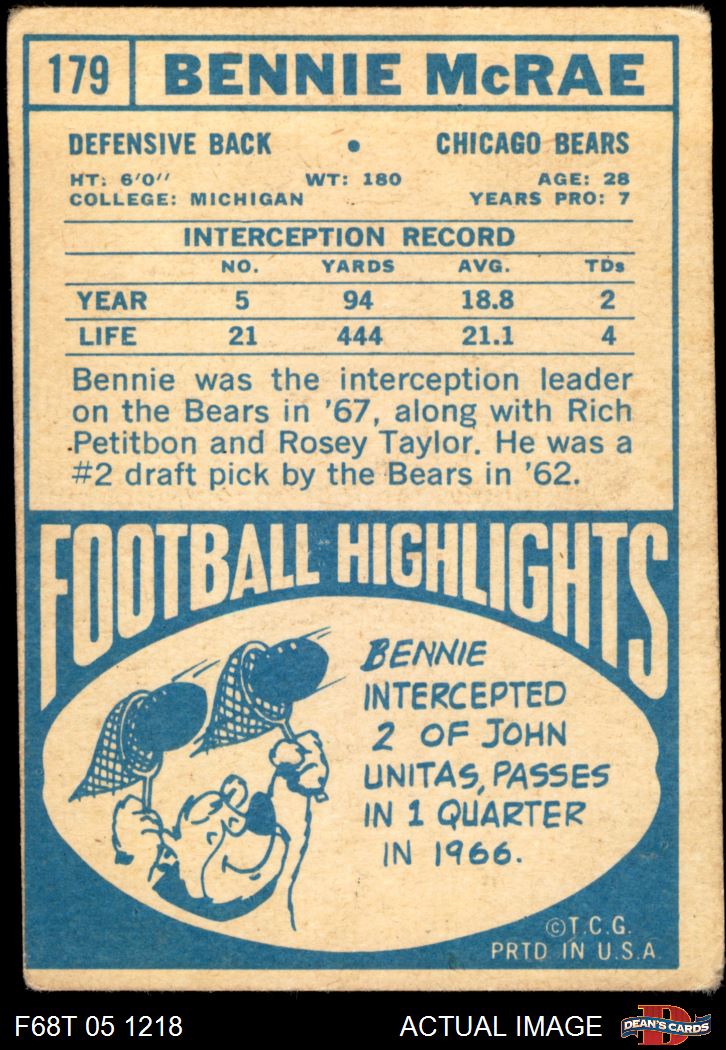 179 BENNIE McRAE
DEFENSIVE BACK • CHICAGO BEARS
HT: 6'0'' WT: 180 AGE: 28
COLLEGE: MICHIGAN YEARS PRO: 7
INTERCEPTION RECORD
NO. YARDS AVG. TDs
YEAR 5 94 18.8 2
LIFE 21 444 21.1 4
Bennie was the interception leader
on the Bears in '67, along with Rich
Petitbon and Rosey Taylor. He was a
#2 draft pick by the Bears in '62.
FOOTBALL HIGHLIGHTS
BENNIE
INTERCEPTED
2 OF JOHN
UNITAS, PASSES
IN 1 QUARTER
IN 1966.
©T.C.G.
PRTD IN U.S.A.
F68T 05 1218 ACTUAL IMAGE D DEAN'S CARDS